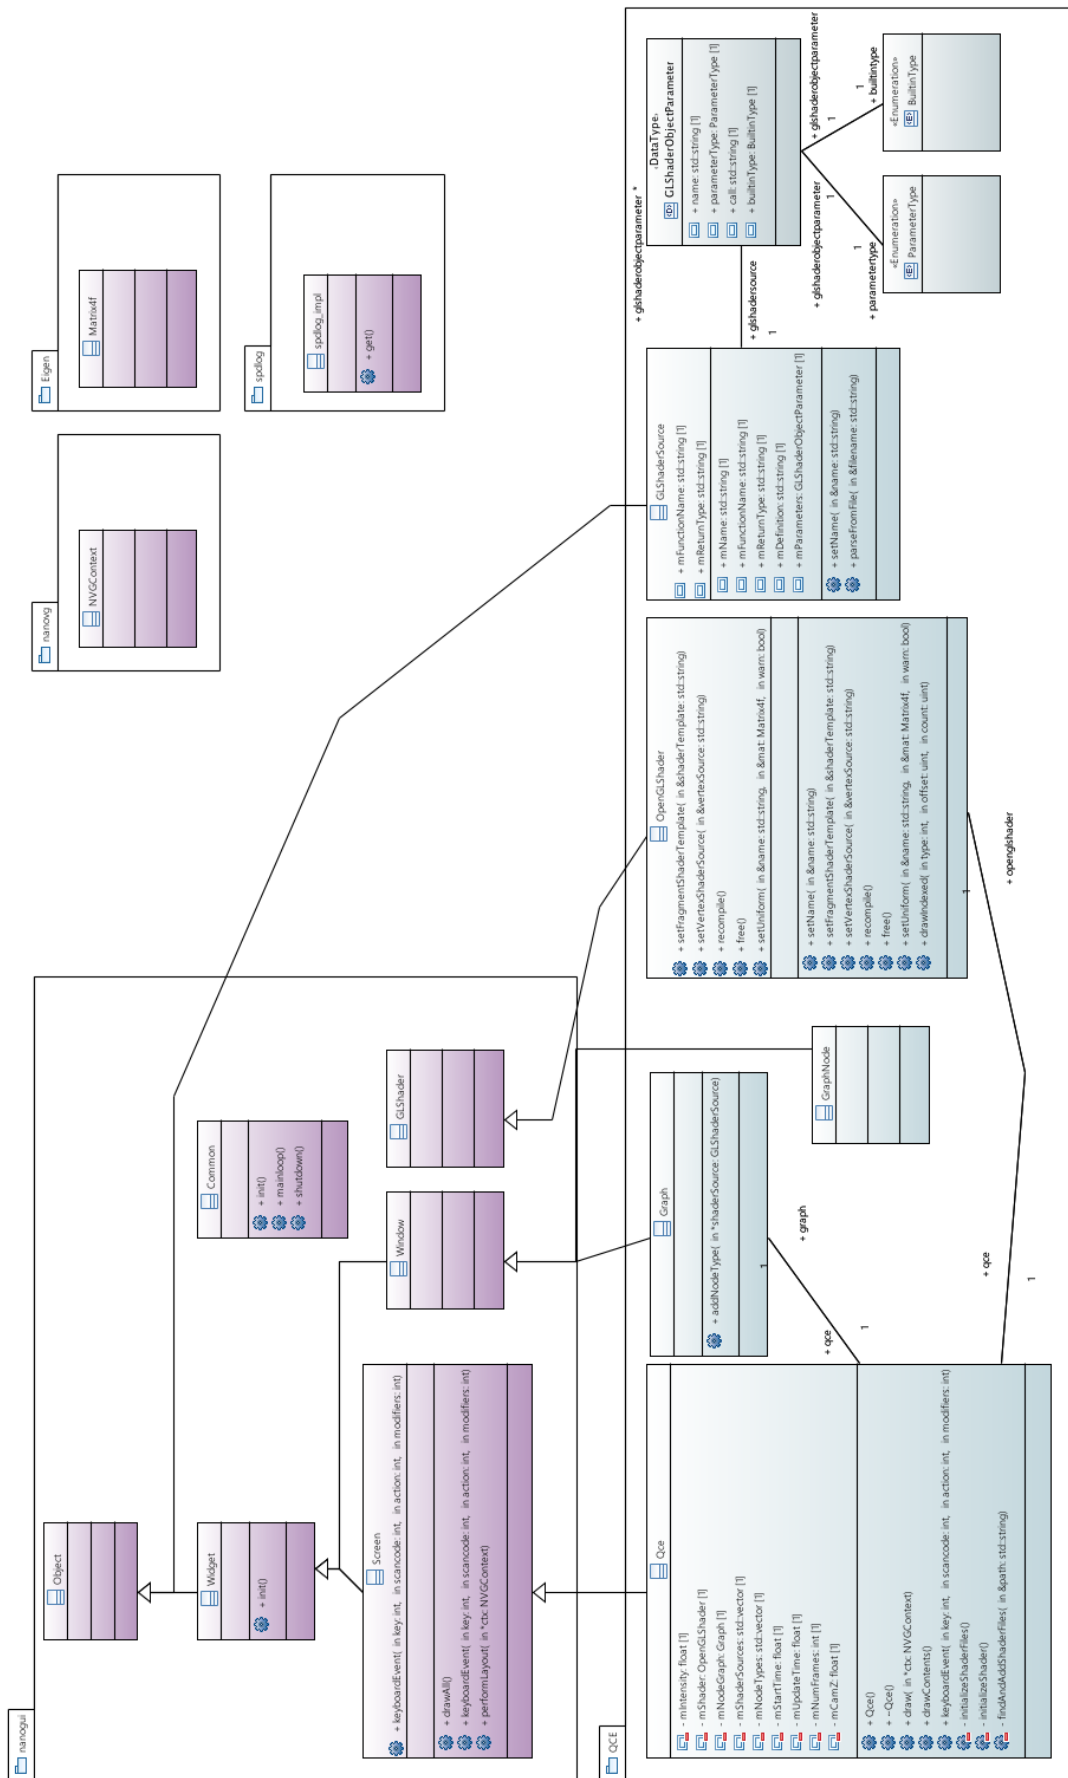 nanogui
Object
Widget
+ init()
Screen
+ keyboardEvent( in key: int, in scancode: int, in action: int, in modifiers: int)
+ drawAll()
+ keyboardEvent( in key: int, in scancode: int, in action: int, in modifiers: int)
+ performLayout( in *ctx: NVGContext)
Common
+ init()
+ mainloop()
+ shutdown()
Window
GLShader
nanovg
NVGContext
Eigen
Matrix4f
spdlog
spdlog_impl
+ get()
QCE
Qce
- mIntensity: float [1]
- mShader: OpenGLShader [1]
- mNodeGraph: Graph [1]
- mShaderSources: std::vector [1]
- mNodeTypes: std::vector [1]
- mStartTime: float [1]
- mUpdateTime: float [1]
- mNumFrames: int [1]
- mCamZ: float [1]
+ Qce()
+ ~Qce()
+ draw( in *ctx: NVGContext)
+ drawContents()
+ keyboardEvent( in key: int, in scancode: int, in action: int, in modifiers: int)
- initializeShaderFiles()
- initializeShader()
- findAndAddShaderFiles( in &path: std::string)
+ qce
1
+ graph
1
Graph
+ addNodeType( in *shaderSource: GLShaderSource)
GraphNode
+ qce
1
+ openglshader
1
OpenGLShader
+ setFragmentShaderTemplate( in &shaderTemplate: std::string)
+ setVertexShaderSource( in &vertexSource: std::string)
+ recompile()
+ free()
+ setUniform( in &name: std::string, in &mat: Matrix4f, in warn: bool)
+ setName( in &name: std::string)
+ setFragmentShaderTemplate( in &shaderTemplate: std::string)
+ setVertexShaderSource( in &vertexSource: std::string)
+ recompile()
+ free()
+ setUniform( in &name: std::string, in &mat: Matrix4f, in warn: bool)
+ drawIndexed( in type: int, in offset: uint, in count: uint)
GLShaderSource
+ mFunctionName: std::string [1]
+ mReturnType: std::string [1]
+ mName: std::string [1]
+ mFunctionName: std::string [1]
+ mReturnType: std::string [1]
+ mDefinition: std::string [1]
+ mParameters: GLShaderObjectParameter [1]
+ setName( in &name: std::string)
+ parseFromFile( in &filename: std::string)
+ glshadersource
1
+ glshaderobjectparameter *
«DataType»
GLShaderObjectParameter
+ name: std::string [1]
+ parameterType: ParameterType [1]
+ call: std::string [1]
+ builtinType: BuiltinType [1]
+ glshaderobjectparameter
1
+ parametertype
1
+ glshaderobjectparameter
1
+ builtintype
1
«Enumeration»
ParameterType
«Enumeration»
BuiltinType